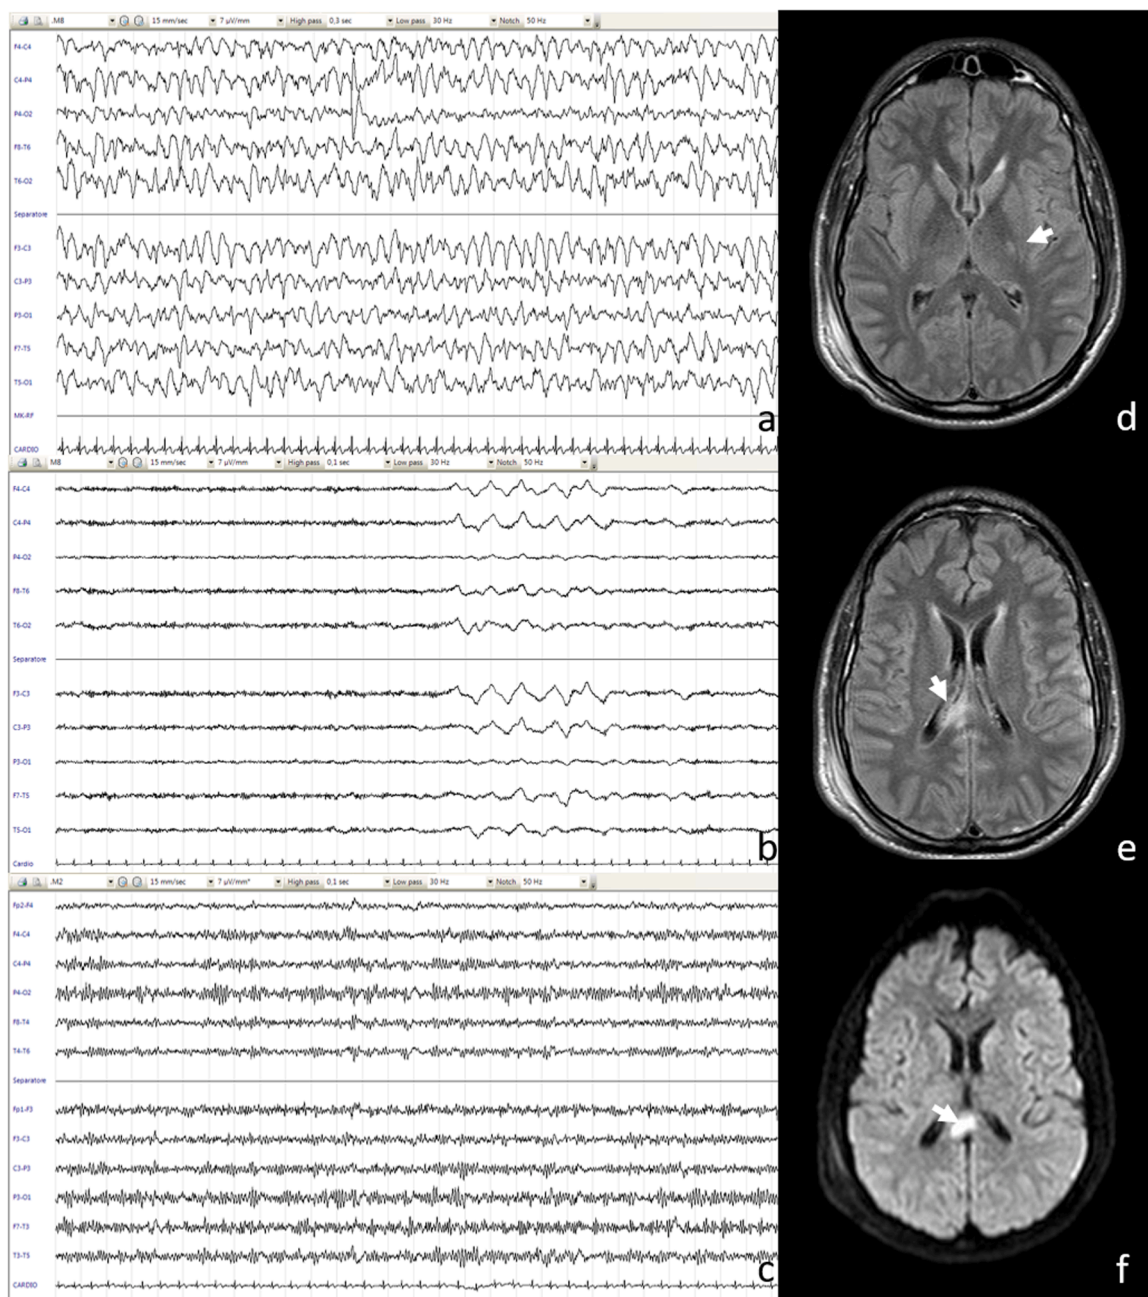 .M8 15 mm/sec 7 µV/mm High pass 0,3 sec Low pass 30 Hz Notch 50 Hz
F4-C4
C4-P4
P4-O2
F8-T6
T6-O2
Separatore
F3-C3
C3-P3
P3-O1
F7-T5
T5-O1
MK-RF
CARDIO
a
M8 15 mm/sec 7 µV/mm High pass 0,1 sec Low pass 30 Hz Notch 50 Hz
F4-C4
C4-P4
P4-O2
F8-T6
T6-O2
Separatore
F3-C3
C3-P3
P3-O1
F7-T5
T5-O1
Cardio
b
.M2 15 mm/sec 7 µV/mm* High pass 0,1 sec Low pass 30 Hz Notch 50 Hz
Fp2-F4
F4-C4
C4-P4
P4-O2
F8-T4
T4-T6
Separatore
Fp1-F3
F3-C3
C3-P3
P3-O1
F7-T3
T3-T5
CARDIO
c
d
e
f